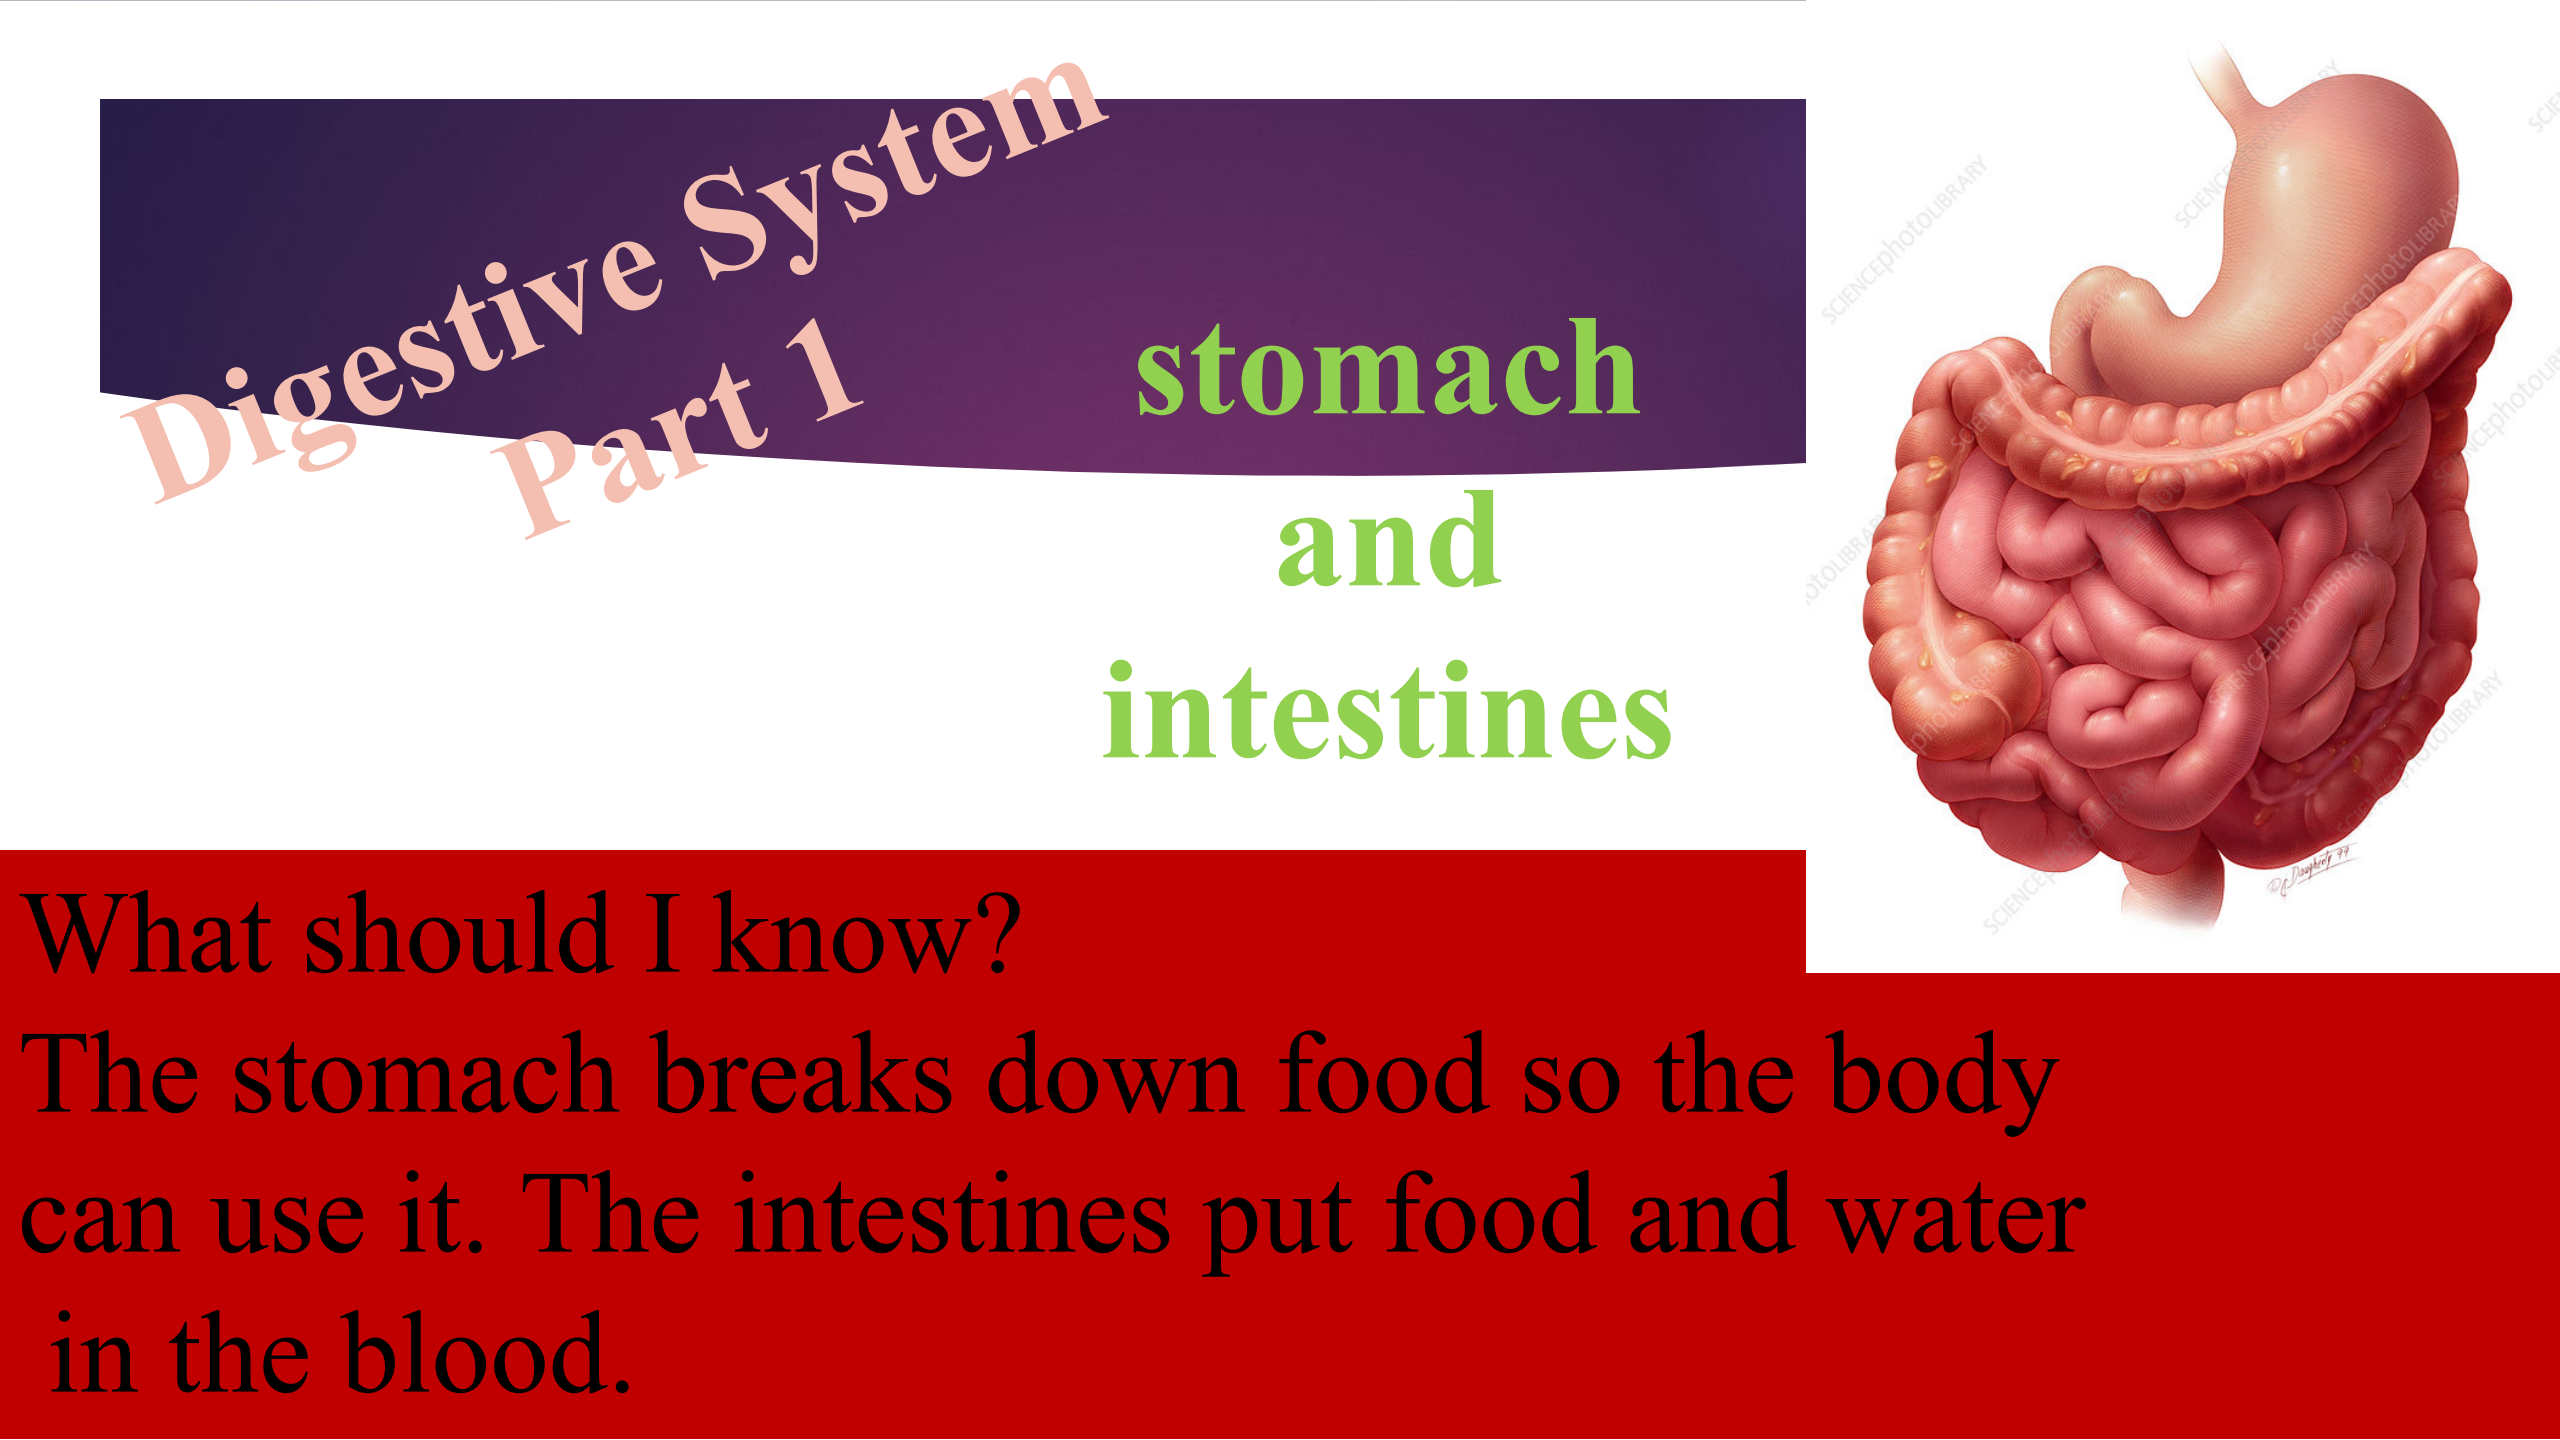 Digestive System
Part 1
stomach
and
intestines
SCIENCEphotoLIBRARY
What should I know?
The stomach breaks down food so the body
can use it. The intestines put food and water
in the blood.